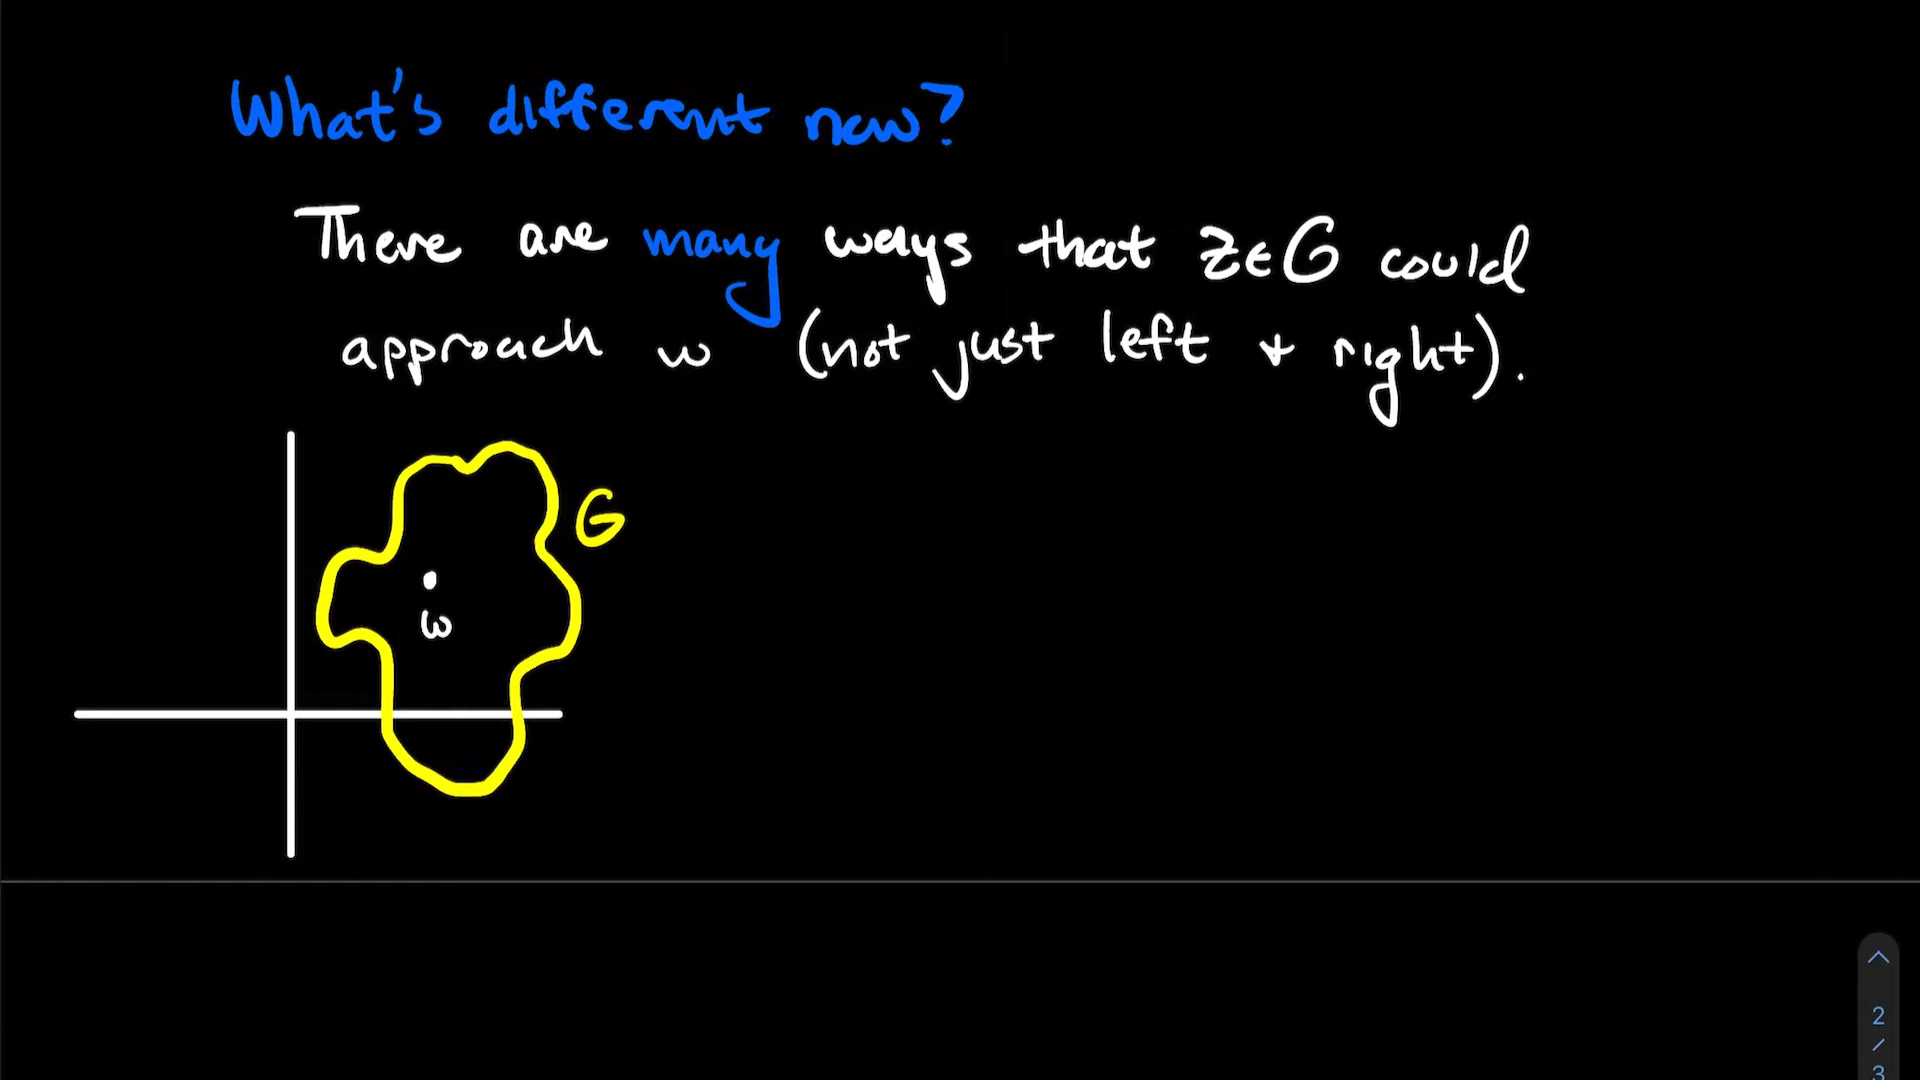 What's different now?
There are many ways that z∈G could
approach w (not just left + right).
G
w
2
/
3